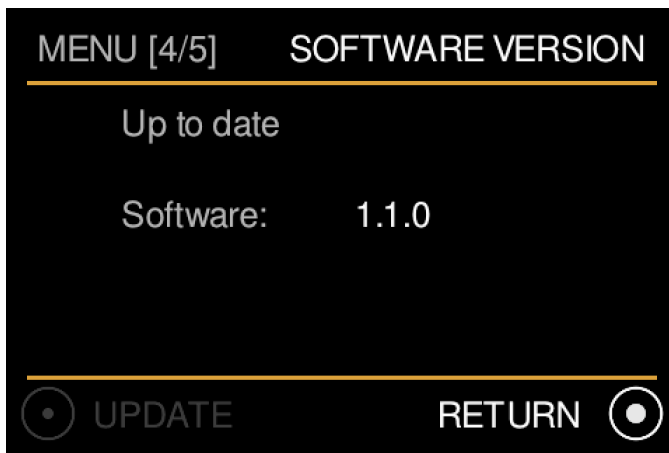 MENU [4/5] SOFTWARE VERSION
Up to date
Software: 1.1.0
UPDATE RETURN